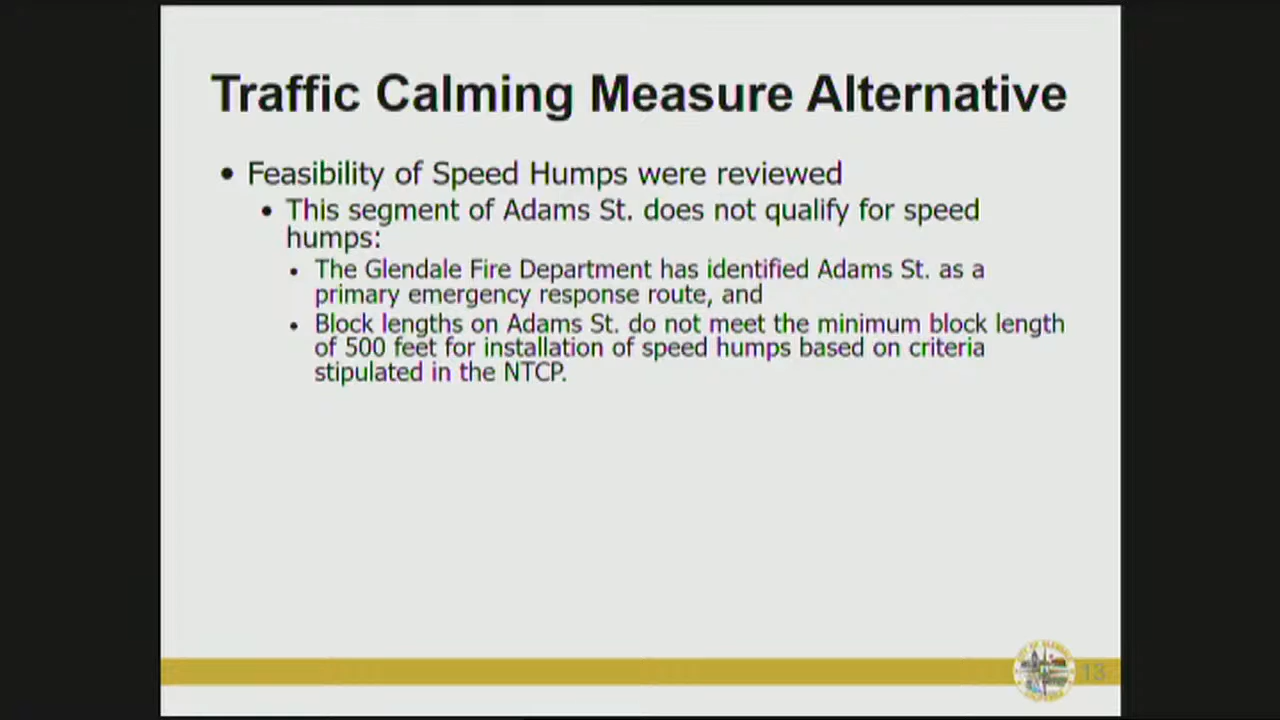 Traffic Calming Measure Alternative
• Feasibility of Speed Humps were reviewed
• This segment of Adams St. does not qualify for speed
humps:
• The Glendale Fire Department has identified Adams St. as a
primary emergency response route, and
• Block lengths on Adams St. do not meet the minimum block length
of 500 feet for installation of speed humps based on criteria
stipulated in the NTCP.
13